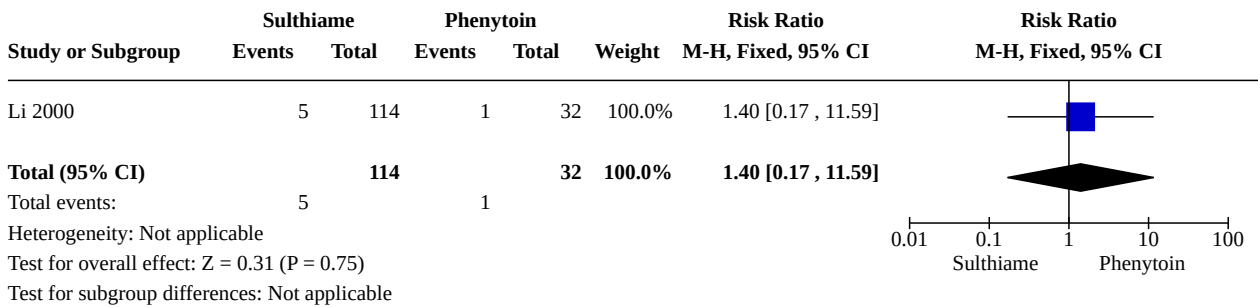 Sulthiame Phenytoin Risk Ratio Risk Ratio
Study or Subgroup Events Total Events Total Weight M-H, Fixed, 95% CI M-H, Fixed, 95% CI
Li 2000 5 114 1 32 100.0% 1.40 [0.17 , 11.59]
Total (95% CI) 114 32 100.0% 1.40 [0.17 , 11.59]
Total events: 5 1
Heterogeneity: Not applicable
0.01 0.1 1 10 100
Test for overall effect: Z = 0.31 (P = 0.75)
Sulthiame Phenytoin
Test for subgroup differences: Not applicable